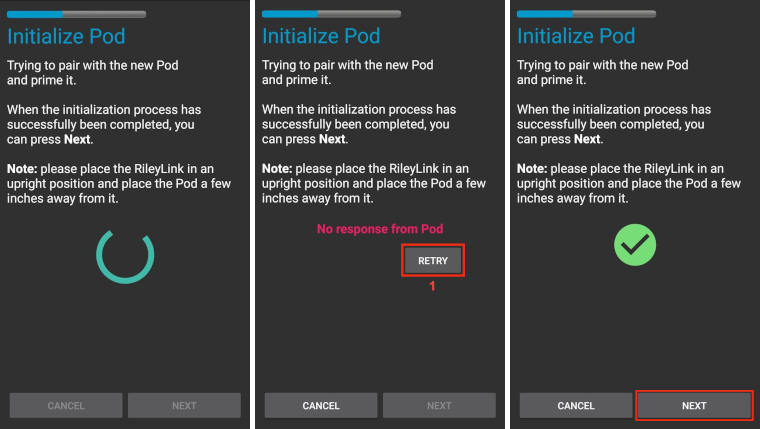 Initialize Pod
Trying to pair with the new Pod
and prime it.
When the initialization process has
successfully been completed, you
can press Next.
Note: please place the RileyLink in an
upright position and place the Pod a few
inches away from it.
CANCEL
NEXT
Initialize Pod
Trying to pair with the new Pod
and prime it.
When the initialization process has
successfully been completed, you
can press Next.
Note: please place the RileyLink in an
upright position and place the Pod a few
inches away from it.
No response from Pod
RETRY
1
CANCEL
NEXT
Initialize Pod
Trying to pair with the new Pod
and prime it.
When the initialization process has
successfully been completed, you
can press Next.
Note: please place the RileyLink in an
upright position and place the Pod a few
inches away from it.
CANCEL
NEXT